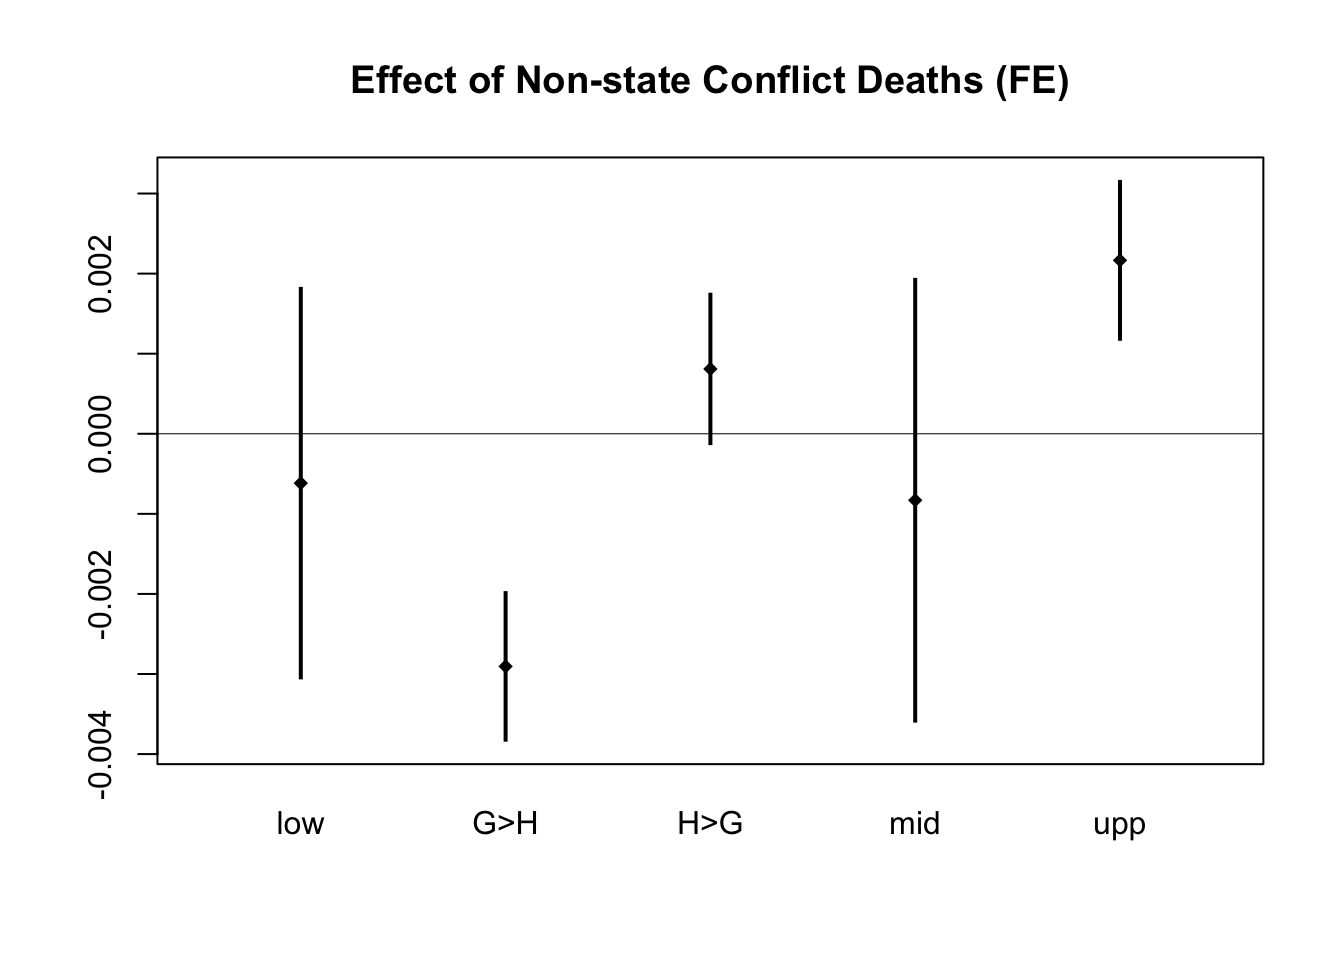 Effect of Non-state Conflict Deaths (FE)
0.002
0.000
-0.002
-0.004
low G>H H>G mid upp